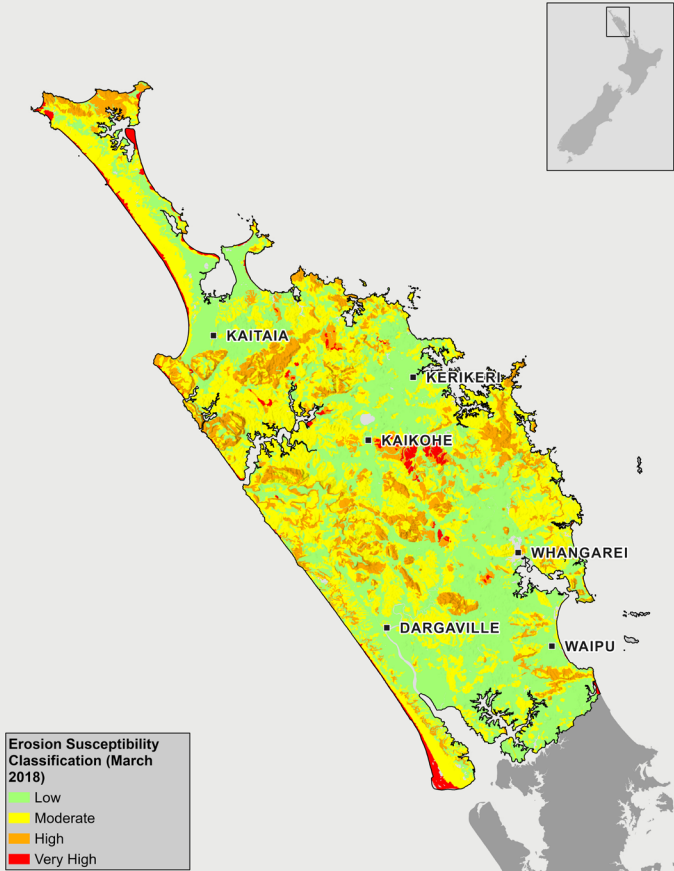 KAITAIA
KERIKERI
KAIKOHE
WHANGAREI
DARGAVILLE
WAIPU
Erosion Susceptibility
Classification (March
2018)
Low
Moderate
High
Very High